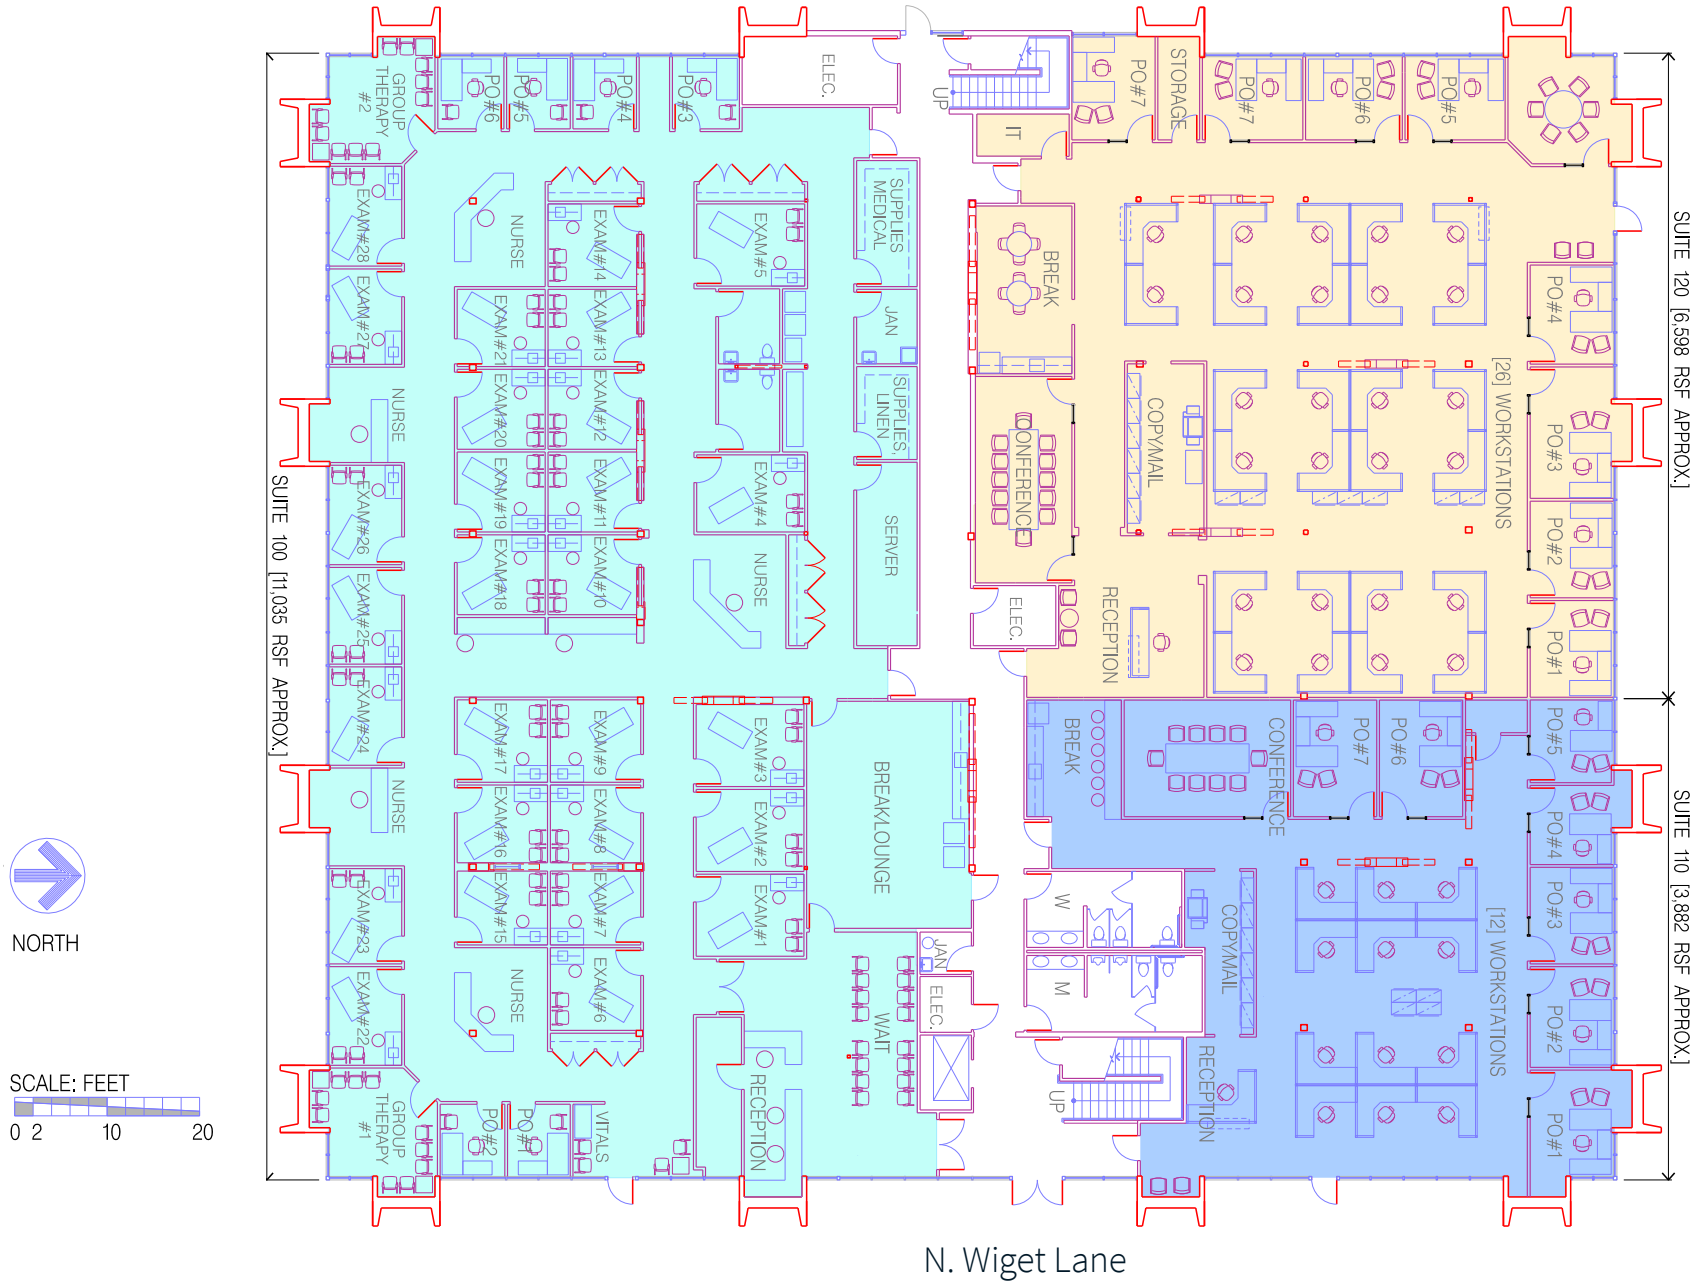 GROUP
THERAPY
#2
PO#6
PO#5
PO#4
PO#3
ELEC.
UP
PO#7
STORAGE
PO#7
PO#6
PO#5
IT
EXAM#28
NURSE
EXAM#14
EXAM#5
SUPPLIES
MEDICAL
BREAK
SUITE 120 [6,598 RSF APPROX.]
EXAM#27
EXAM#21
EXAM#13
JAN
PO#4
NURSE
EXAM#20
EXAM#12
SUPPLIES,
LINEN
CONFERENCE
COPY/MAIL
[26] WORKSTATIONS
PO#3
SUITE 100 [11,035 RSF APPROX.]
EXAM#26
EXAM#19
EXAM#11
EXAM#4
SERVER
PO#2
EXAM#25
EXAM#18
EXAM#10
NURSE
ELEC.
RECEPTION
PO#1
EXAM#24
EXAM#17
EXAM#9
EXAM#3
BREAK/LOUNGE
BREAK
CONFERENCE
PO#7
PO#6
PO#5
NURSE
EXAM#16
EXAM#8
EXAM#2
PO#4
SUITE 110 [3,882 RSF APPROX.]
EXAM#23
EXAM#15
EXAM#7
EXAM#1
W
COPY/MAIL
[12] WORKSTATIONS
PO#3
NORTH
JAN
EXAM#22
NURSE
EXAM#6
WAIT
ELEC.
M
PO#2
SCALE: FEET
0 2 10 20
GROUP
THERAPY
#1
PO#2
PO#1
VITALS
RECEPTION
UP
RECEPTION
PO#1
N. Wiget Lane